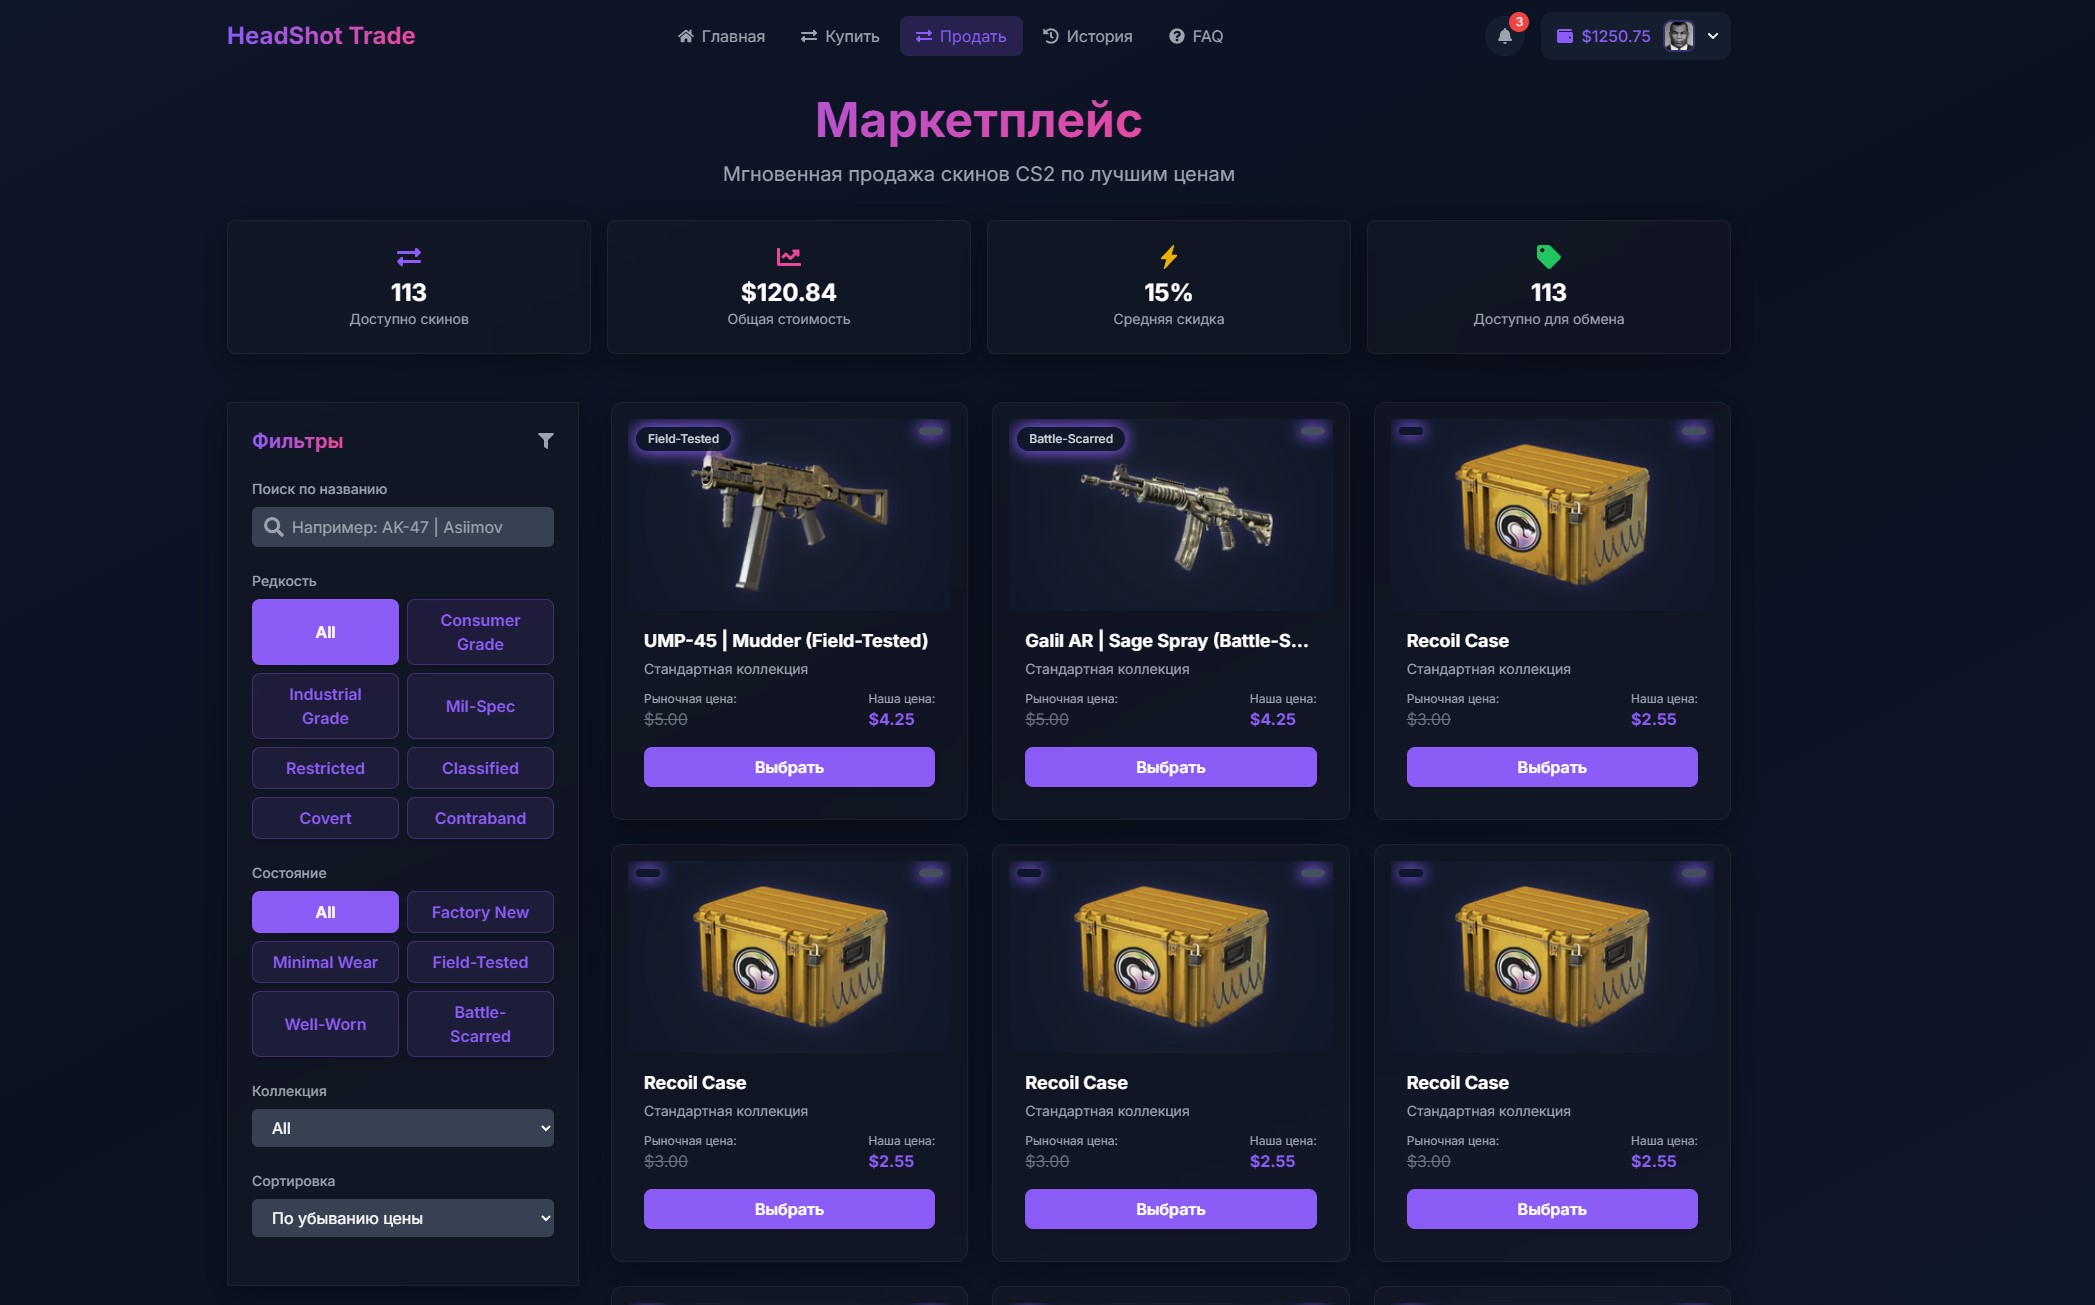 HeadShot Trade
Главная
Купить
Продать
История
FAQ
3
$1250.75
Маркетплейс
Мгновенная продажа скинов CS2 по лучшим ценам
113
Доступно скинов
$120.84
Общая стоимость
15%
Средняя скидка
113
Доступно для обмена
Фильтры
Поиск по названию
Например: AK-47 | Asiimov
Редкость
All
Consumer
Grade
Industrial
Grade
Mil-Spec
Restricted
Classified
Covert
Contraband
Состояние
All
Factory New
Minimal Wear
Field-Tested
Well-Worn
Battle-
Scarred
Коллекция
All
Сортировка
По убыванию цены
Field-Tested
UMP-45 | Mudder (Field-Tested)
Стандартная коллекция
Рыночная цена:
Наша цена:
$5.00
$4.25
Выбрать
Battle-Scarred
Galil AR | Sage Spray (Battle-S...
Стандартная коллекция
Рыночная цена:
Наша цена:
$5.00
$4.25
Выбрать
Recoil Case
Стандартная коллекция
Рыночная цена:
Наша цена:
$3.00
$2.55
Выбрать
Recoil Case
Стандартная коллекция
Рыночная цена:
Наша цена:
$3.00
$2.55
Выбрать
Recoil Case
Стандартная коллекция
Рыночная цена:
Наша цена:
$3.00
$2.55
Выбрать
Recoil Case
Стандартная коллекция
Рыночная цена:
Наша цена:
$3.00
$2.55
Выбрать